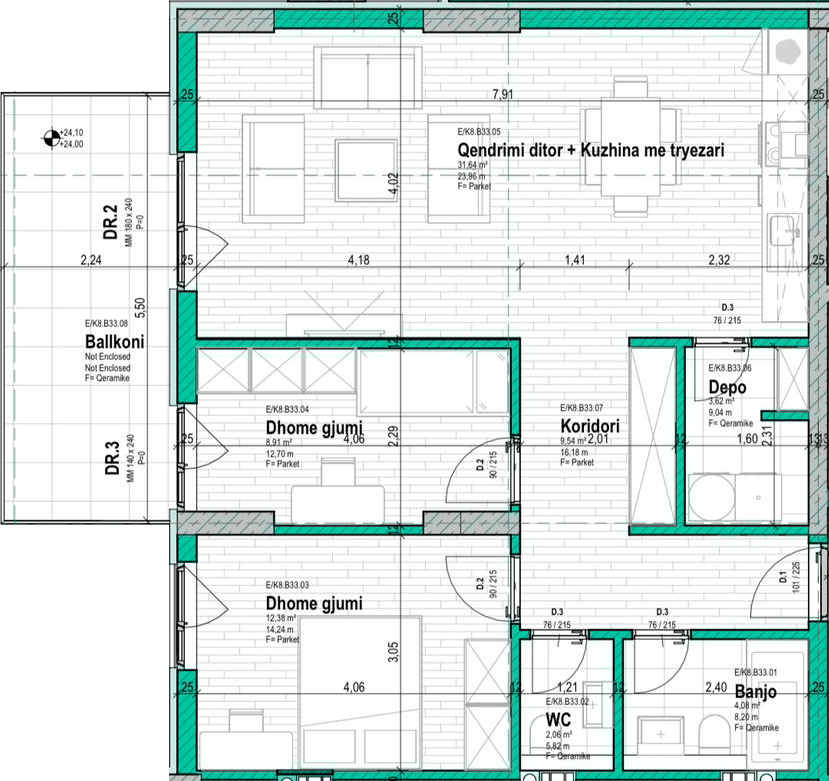 25
25
7,91
25
+24,10
+24,00
E/K8.B33.05
Qendrimi ditor + Kuzhina me tryezari
31,64 m²
23,96 m
F= Parket
4,02
DR.2
MM 180 x 240
P=0
2,24
25
4,18
1,41
2,32
25
5,50
D.3
76 / 215
E/K8.B33.08
Ballkoni
Not Enclosed
Not Enclosed
F= Qeramike
12
E/K8.B33.06
Depo
3,62 m²
9,04 m
F= Qeramike
E/K8.B33.04
Dhome gjumi
8,91 m²
12,70 m
F= Parket
E/K8.B33.07
Koridori
9,54 m²
16,18 m
F= Parket
25
4,06
2,29
2,01
12
1,60
2,31
13
DR.3
MM 140 x 240
P=0
D.2
90 / 215
12
E/K8.B33.03
Dhome gjumi
12,38 m²
14,24 m
F= Parket
D.2
90 / 215
D.1
101 / 225
D.3
76 / 215
D.3
76 / 215
3,05
25
4,06
12
1,21
12
2,40
25
E/K8.B33.02
WC
2,06 m²
5,82 m
F= Qeramike
E/K8.B33.01
Banjo
4,08 m²
8,20 m
F= Qeramike